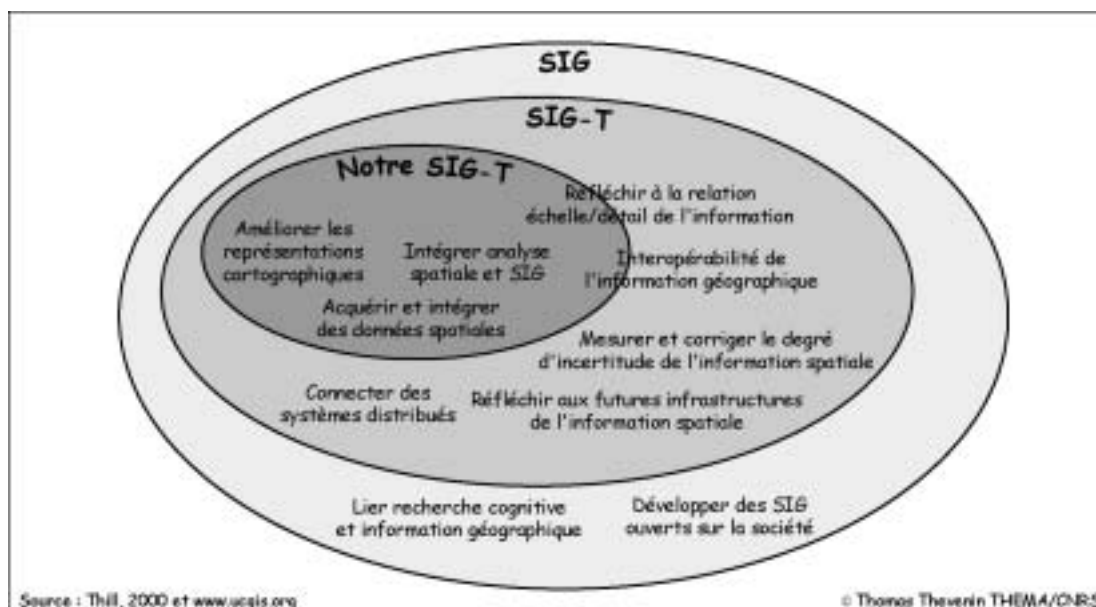 SIG
SIG-T
Notre SIG-T
Réfléchir à la relation
échelle/détail de l'information
Améliorer les
représentations
cartographiques
Intégrer analyse
spatiale et SIG
Interopérabilité de
l'information géographique
Acquérir et intégrer
des données spatiales
Mesurer et corriger le degré
d'incertitude de l'information spatiale
Connecter des
systèmes distribués
Réfléchir aux futures infrastructures
de l'information spatiale
Lier recherche cognitive
et information géographique
Développer des SIG
ouverts sur la société
Source : Thill, 2000 et www.ucgis.org
© Thomas Thevenin THEMA/CNRS